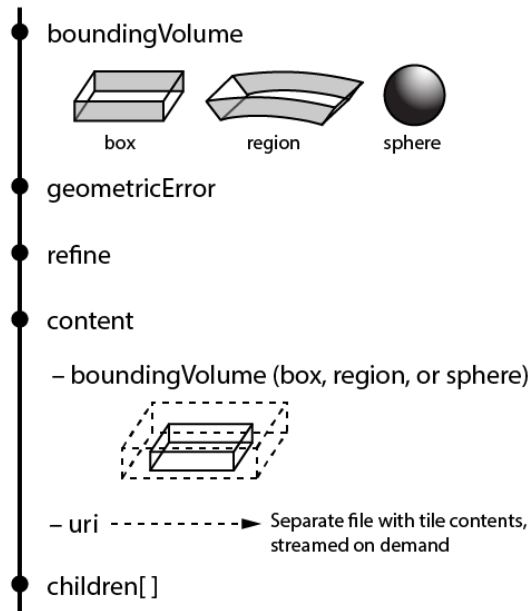 boundingVolume
box region sphere
geometricError
refine
content
– boundingVolume (box, region, or sphere)
– uri Separate file with tile contents,
streamed on demand
children[ ]